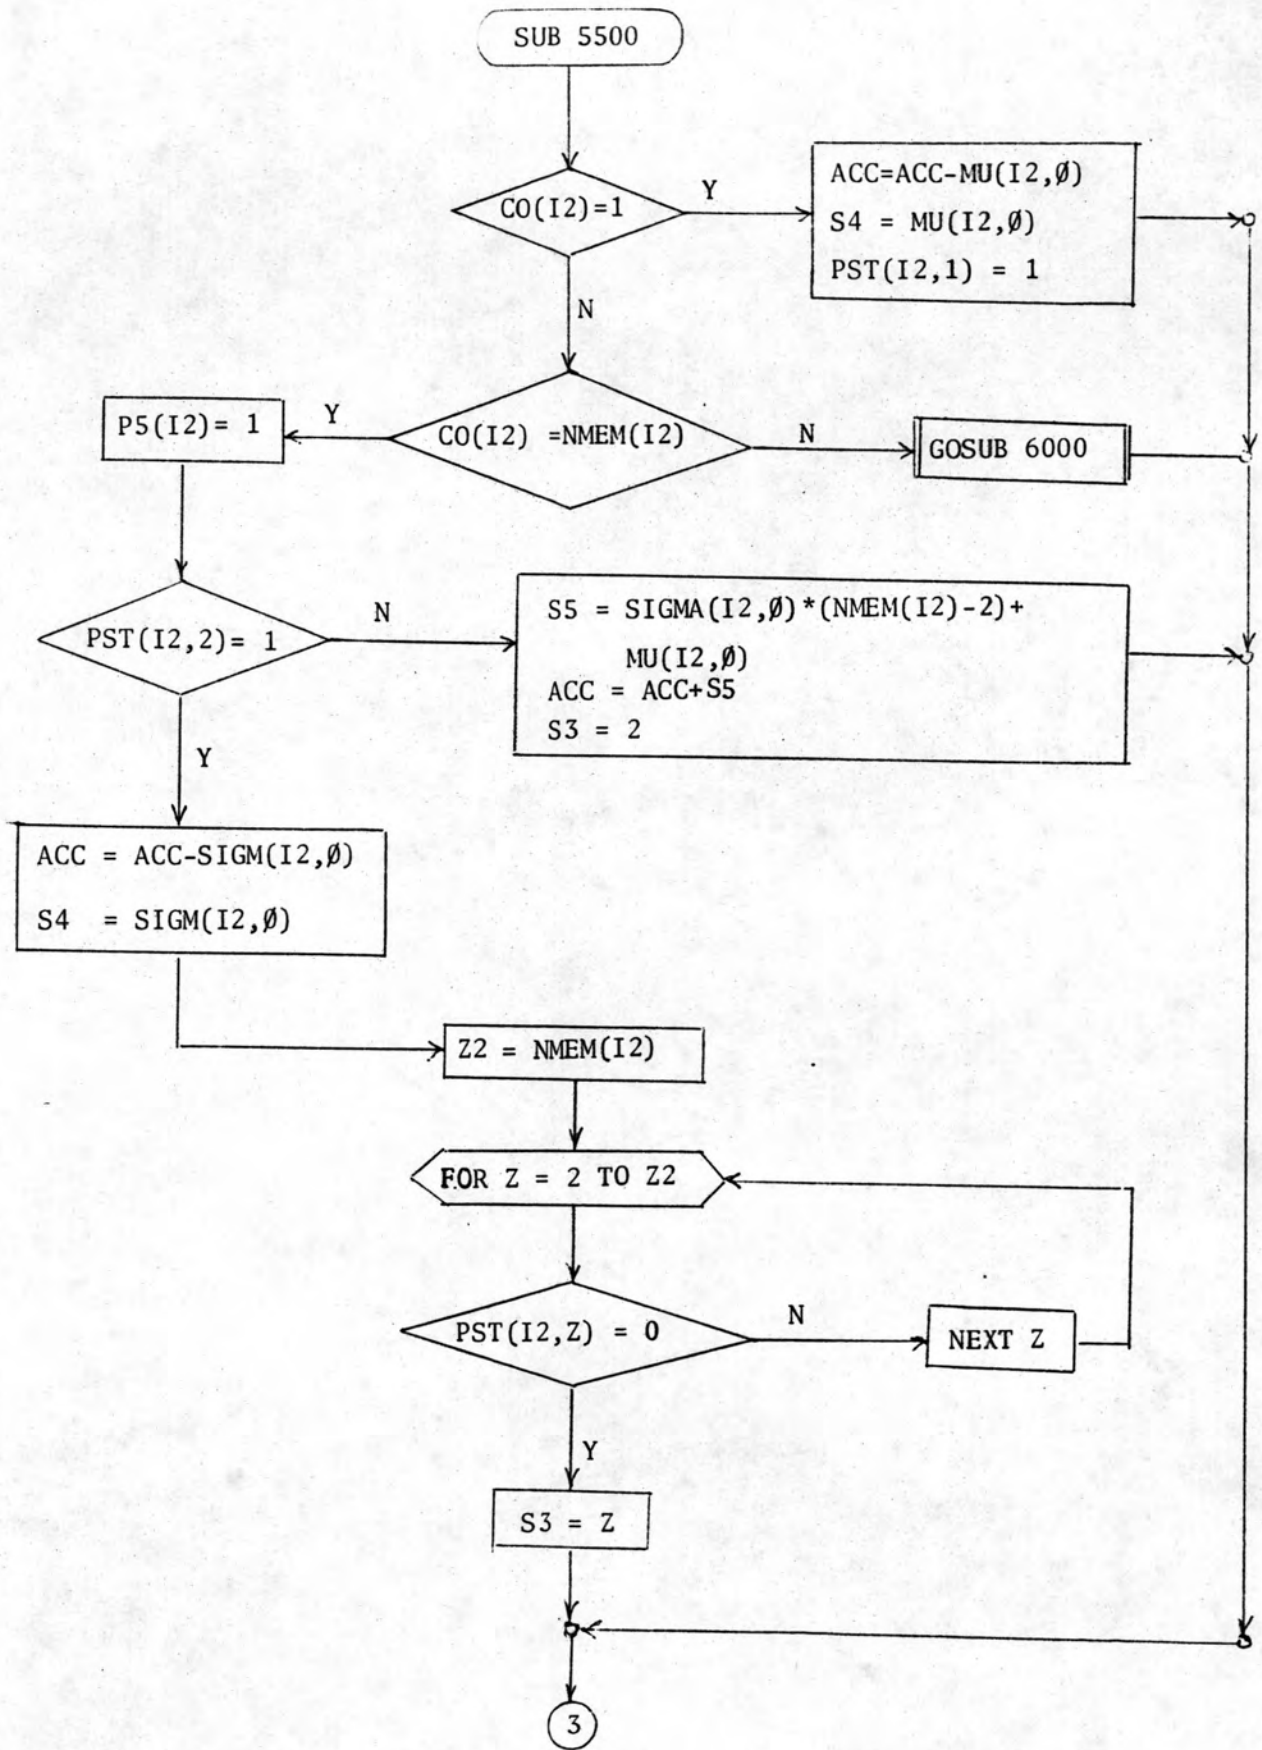 SUB 5500
CO(I2)=1
Y
ACC=ACC-MU(I2,Ø)
S4 = MU(I2,Ø)
PST(I2,1) = 1
N
CO(I2) =NMEM(I2)
Y
P5(I2)= 1
N
GOSUB 6000
PST(I2,2)= 1
N
S5 = SIGMA(I2,Ø)*(NMEM(I2)-2)+
MU(I2,Ø)
ACC = ACC+S5
S3 = 2
Y
ACC = ACC-SIGM(I2,Ø)
S4 = SIGM(I2,Ø)
Z2 = NMEM(I2)
FOR Z = 2 TO Z2
PST(I2,Z) = 0
N
NEXT Z
Y
S3 = Z
3